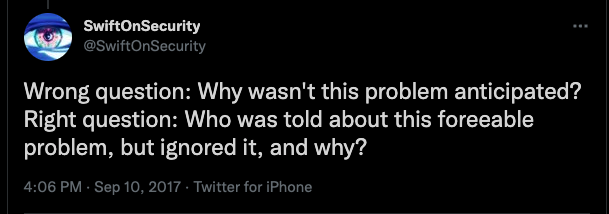 SwiftOnSecurity
@SwiftOnSecurity
Wrong question: Why wasn't this problem anticipated?
Right question: Who was told about this foreeable
problem, but ignored it, and why?
4:06 PM · Sep 10, 2017 · Twitter for iPhone